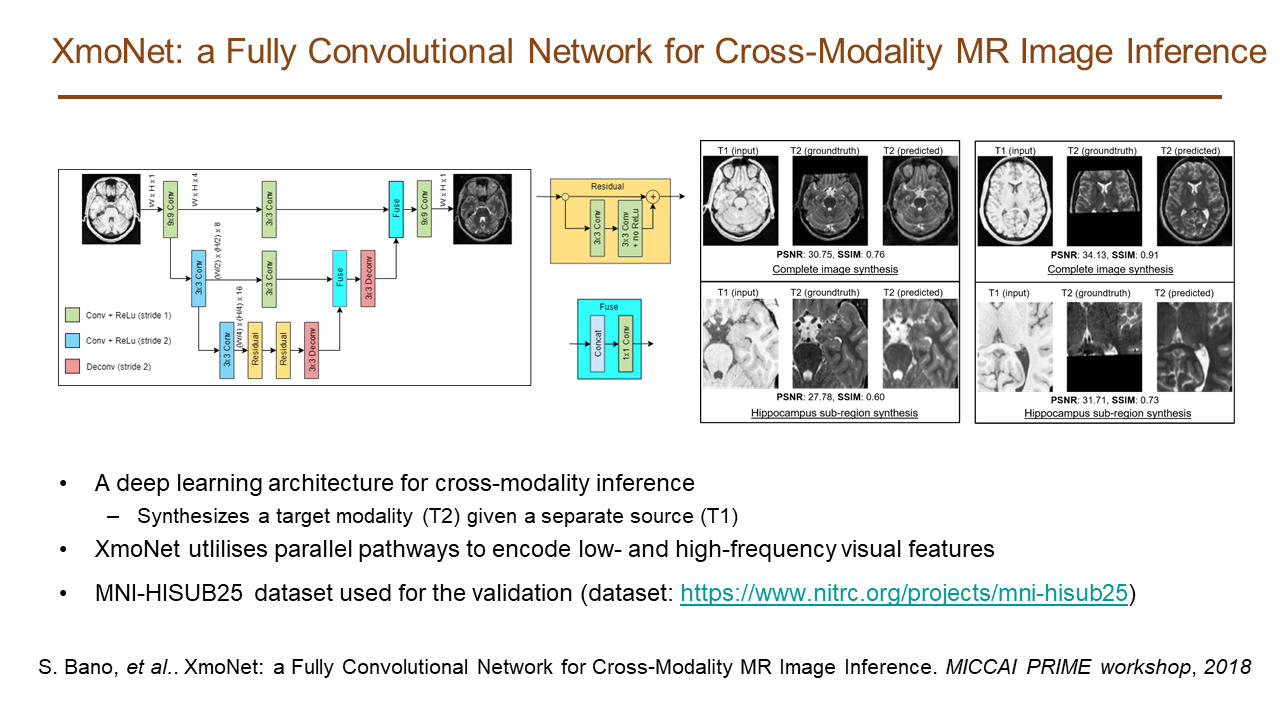 XmoNet: a Fully Convolutional Network for Cross-Modality MR Image Inference
W x H x 1
9x9 Conv
W x H x 4
3x3 Conv
Fuse
9x9 Conv
W x H x 1
3x3 Conv
(W/2) x (H/2) x 8
3x3 Conv
Fuse
3x3 Deconv
3x3 Conv
(W/4) x (H/4) x 16
Residual
Residual
3x3 Deconv
Conv + ReLu (stride 1)
Conv + ReLu (stride 2)
Deconv (stride 2)
Residual
3x3 Conv
3x3 Conv
+ no ReLu
+
Fuse
Concat
1x1 Conv
T1 (input) T2 (groundtruth) T2 (predicted)
PSNR: 30.75, SSIM: 0.76
Complete image synthesis
T1 (input) T2 (groundtruth) T2 (predicted)
PSNR: 27.78, SSIM: 0.60
Hippocampus sub-region synthesis
T1 (input) T2 (groundtruth) T2 (predicted)
PSNR: 34.13, SSIM: 0.91
Complete image synthesis
T1 (input) T2 (groundtruth) T2 (predicted)
PSNR: 31.71, SSIM: 0.73
Hippocampus sub-region synthesis
• A deep learning architecture for cross-modality inference
– Synthesizes a target modality (T2) given a separate source (T1)
• XmoNet utlilises parallel pathways to encode low- and high-frequency visual features
• MNI-HISUB25 dataset used for the validation (dataset: https://www.nitrc.org/projects/mni-hisub25)
S. Bano, et al.. XmoNet: a Fully Convolutional Network for Cross-Modality MR Image Inference. MICCAI PRIME workshop, 2018